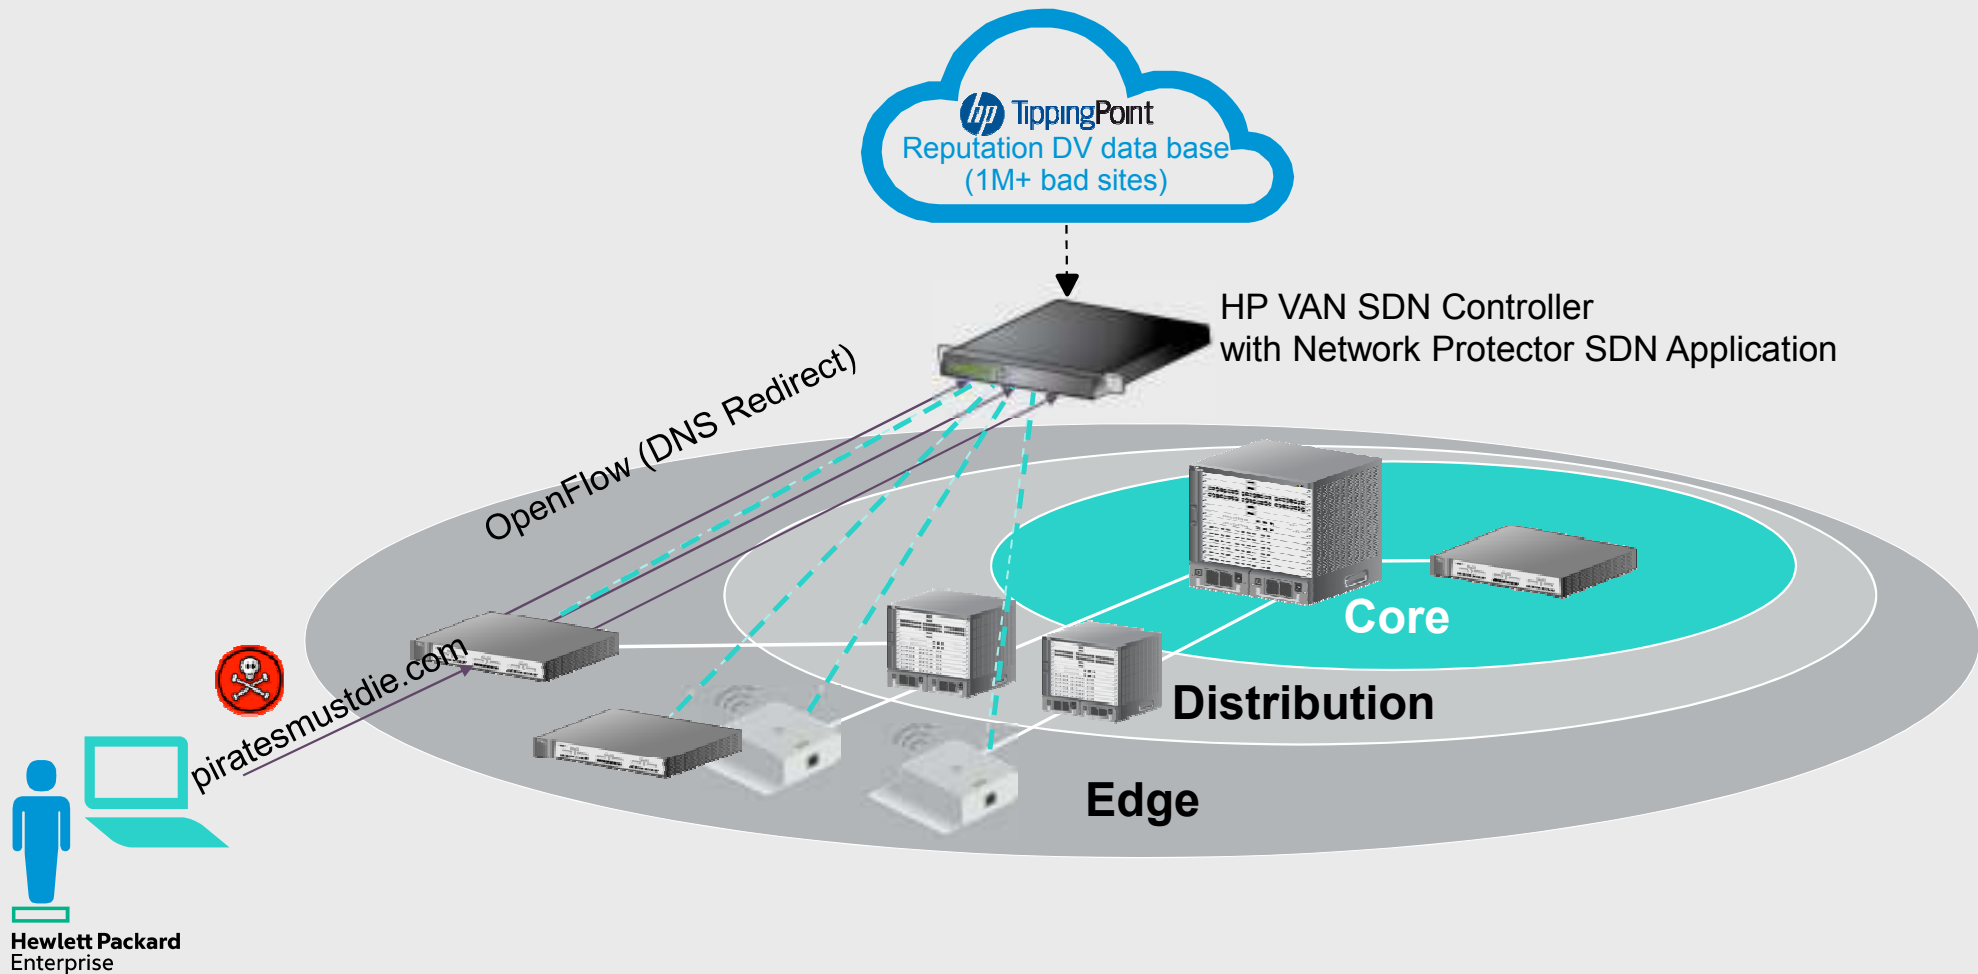 hp TippingPoint
Reputation DV data base
(1M+ bad sites)
HP VAN SDN Controller
with Network Protector SDN Application
OpenFlow (DNS Redirect)
Core
piratesmustdie.com
Distribution
Edge
Hewlett Packard
Enterprise